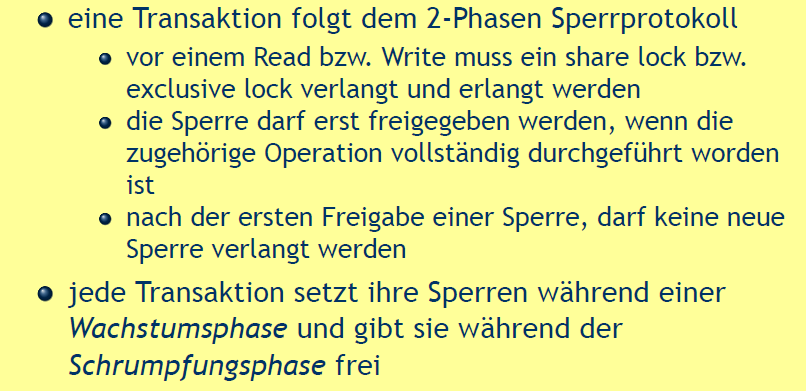 eine Transaktion folgt dem 2-Phasen Sperrprotokoll
vor einem Read bzw. Write muss ein share lock bzw.
exclusive lock verlangt und erlangt werden
die Sperre darf erst freigegeben werden, wenn die
zugehörige Operation vollständig durchgeführt worden
ist
nach der ersten Freigabe einer Sperre, darf keine neue
Sperre verlangt werden
jede Transaktion setzt ihre Sperren während einer
Wachstumsphase und gibt sie während der
Schrumpfungsphase frei